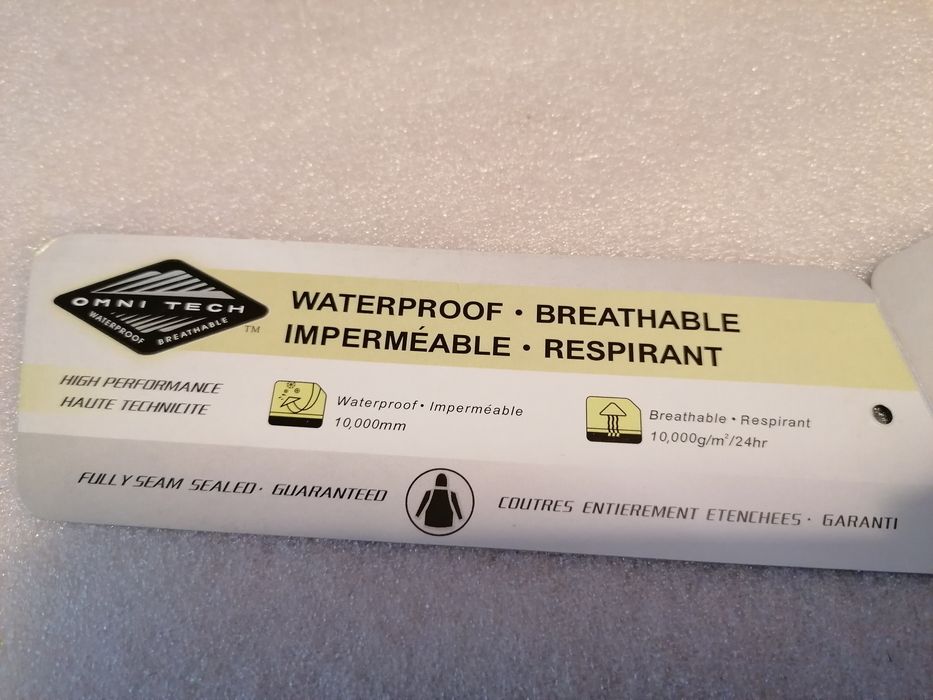 OMNI TECH
WATERPROOF BREATHABLE
TM
WATERPROOF • BREATHABLE
IMPERMÉABLE • RESPIRANT
HIGH PERFORMANCE
HAUTE TECHNICITE
Waterproof • Imperméable
10,000mm
Breathable • Respirant
10,000g/m²/24hr
FULLY SEAM SEALED · GUARANTEED
COUTRES ENTIEREMENT ETENCHEES · GARANTI